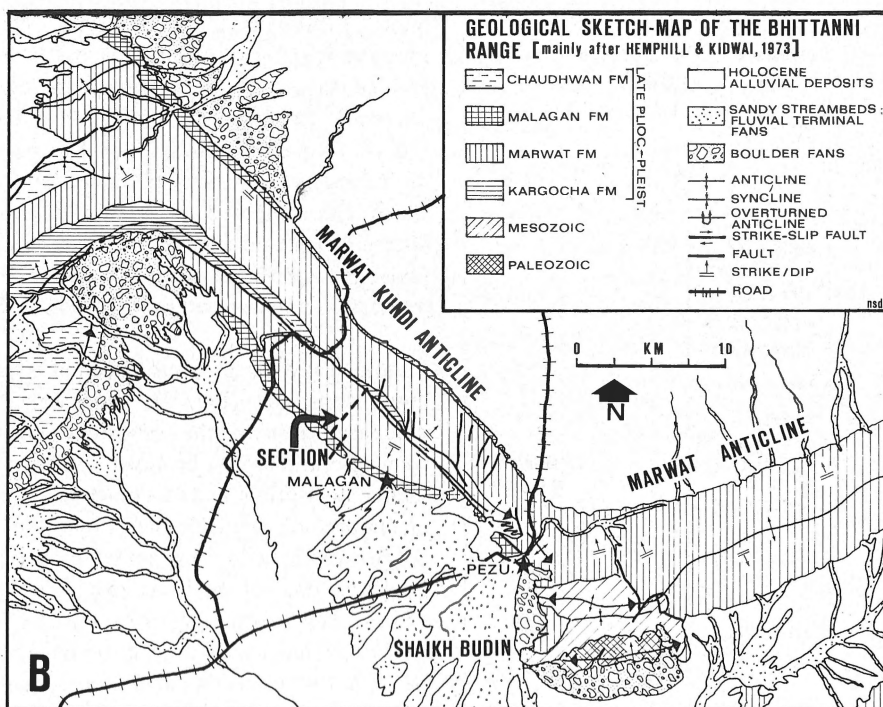 GEOLOGICAL SKETCH-MAP OF THE BHITTANNI
RANGE [mainly after HEMPHILL & KIDWAI, 1973]
CHAUDHWAN FM
MALAGAN FM
MARWAT FM
KARGOCHA FM
LATE PLIOC.-PLEIST.
MESOZOIC
PALEOZOIC
HOLOCENE
ALLUVIAL DEPOSITS
SANDY STREAMBEDS;
FLUVIAL TERMINAL
FANS
BOULDER FANS
ANTICLINE
SYNCLINE
OVERTURNED
ANTICLINE
STRIKE-SLIP FAULT
FAULT
STRIKE/DIP
ROAD
nsd
MARWAT KUNDI ANTICLINE
0 KM 10
N
MARWAT ANTICLINE
SECTION
MALAGAN
PEZU
SHAIKH BUDIN
B